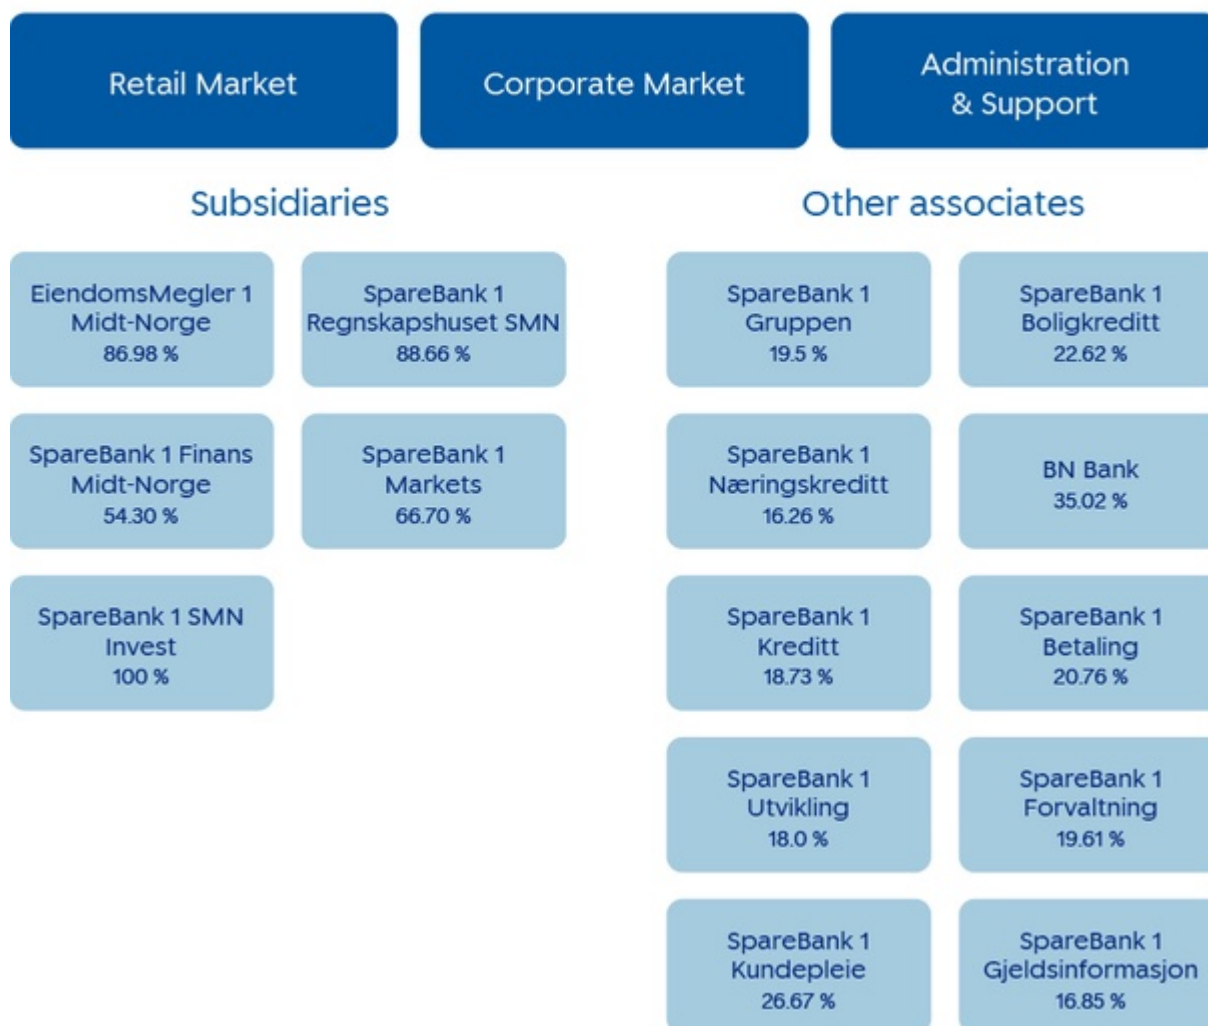 Retail Market
Corporate Market
Administration
& Support
Subsidiaries
EiendomsMegler 1
Midt-Norge
86.98 %
SpareBank 1
Regnskapshuset SMN
88.66 %
SpareBank 1 Finans
Midt-Norge
54.30 %
SpareBank 1
Markets
66.70 %
SpareBank 1 SMN
Invest
100 %
Other associates
SpareBank 1
Gruppen
19.5 %
SpareBank 1
Boligkreditt
22.62 %
SpareBank 1
Næringskreditt
16.26 %
BN Bank
35.02 %
SpareBank 1
Kreditt
18.73 %
SpareBank 1
Betaling
20.76 %
SpareBank 1
Utvikling
18.0 %
SpareBank 1
Forvaltning
19.61 %
SpareBank 1
Kundepleie
26.67 %
SpareBank 1
Gjeldsinformasjon
16.85 %